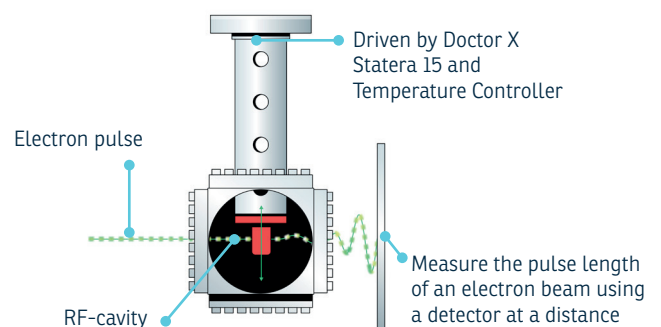 Driven by Doctor X
Statera 15 and
Temperature Controller
Electron pulse
RF-cavity
Measure the pulse length
of an electron beam using
a detector at a distance